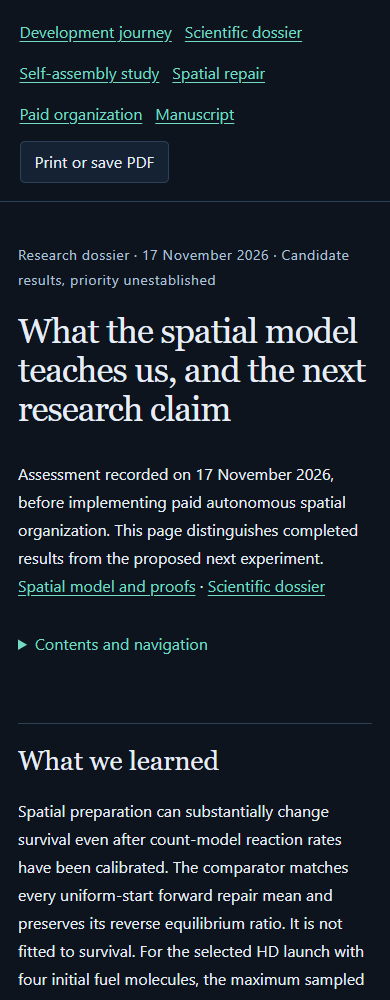 Development journey Scientific dossier
Self-assembly study Spatial repair
Paid organization Manuscript
Print or save PDF
Research dossier · 17 November 2026 · Candidate
results, priority unestablished
What the spatial model
teaches us, and the next
research claim
Assessment recorded on 17 November 2026,
before implementing paid autonomous spatial
organization. This page distinguishes completed
results from the proposed next experiment.
Spatial model and proofs · Scientific dossier
Contents and navigation
What we learned
Spatial preparation can substantially change
survival even after count-model reaction rates
have been calibrated. The comparator matches
every uniform-start forward repair mean and
preserves its reverse equilibrium ratio. It is not
fitted to survival. For the selected HD launch with
four initial fuel molecules, the maximum sampled